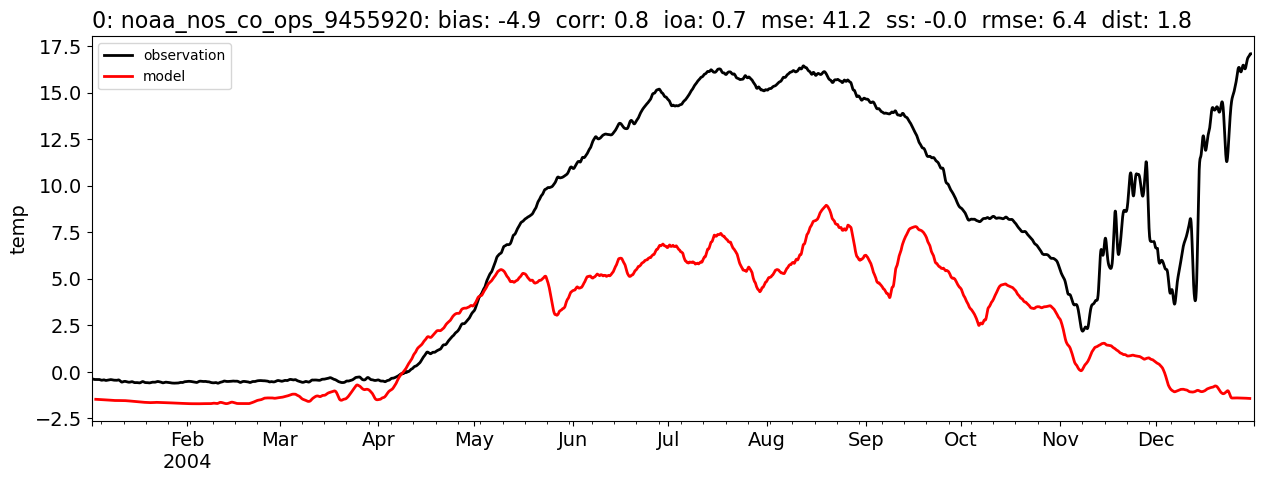 0: noaa_nos_co_ops_9455920: bias: -4.9  corr: 0.8  ioa: 0.7  mse: 41.2  ss: -0.0  rmse: 6.4  dist: 1.8
observation
model
temp
17.5
15.0
12.5
10.0
7.5
5.0
2.5
0.0
−2.5
Feb Mar Apr May Jun Jul Aug Sep Oct Nov Dec
2004